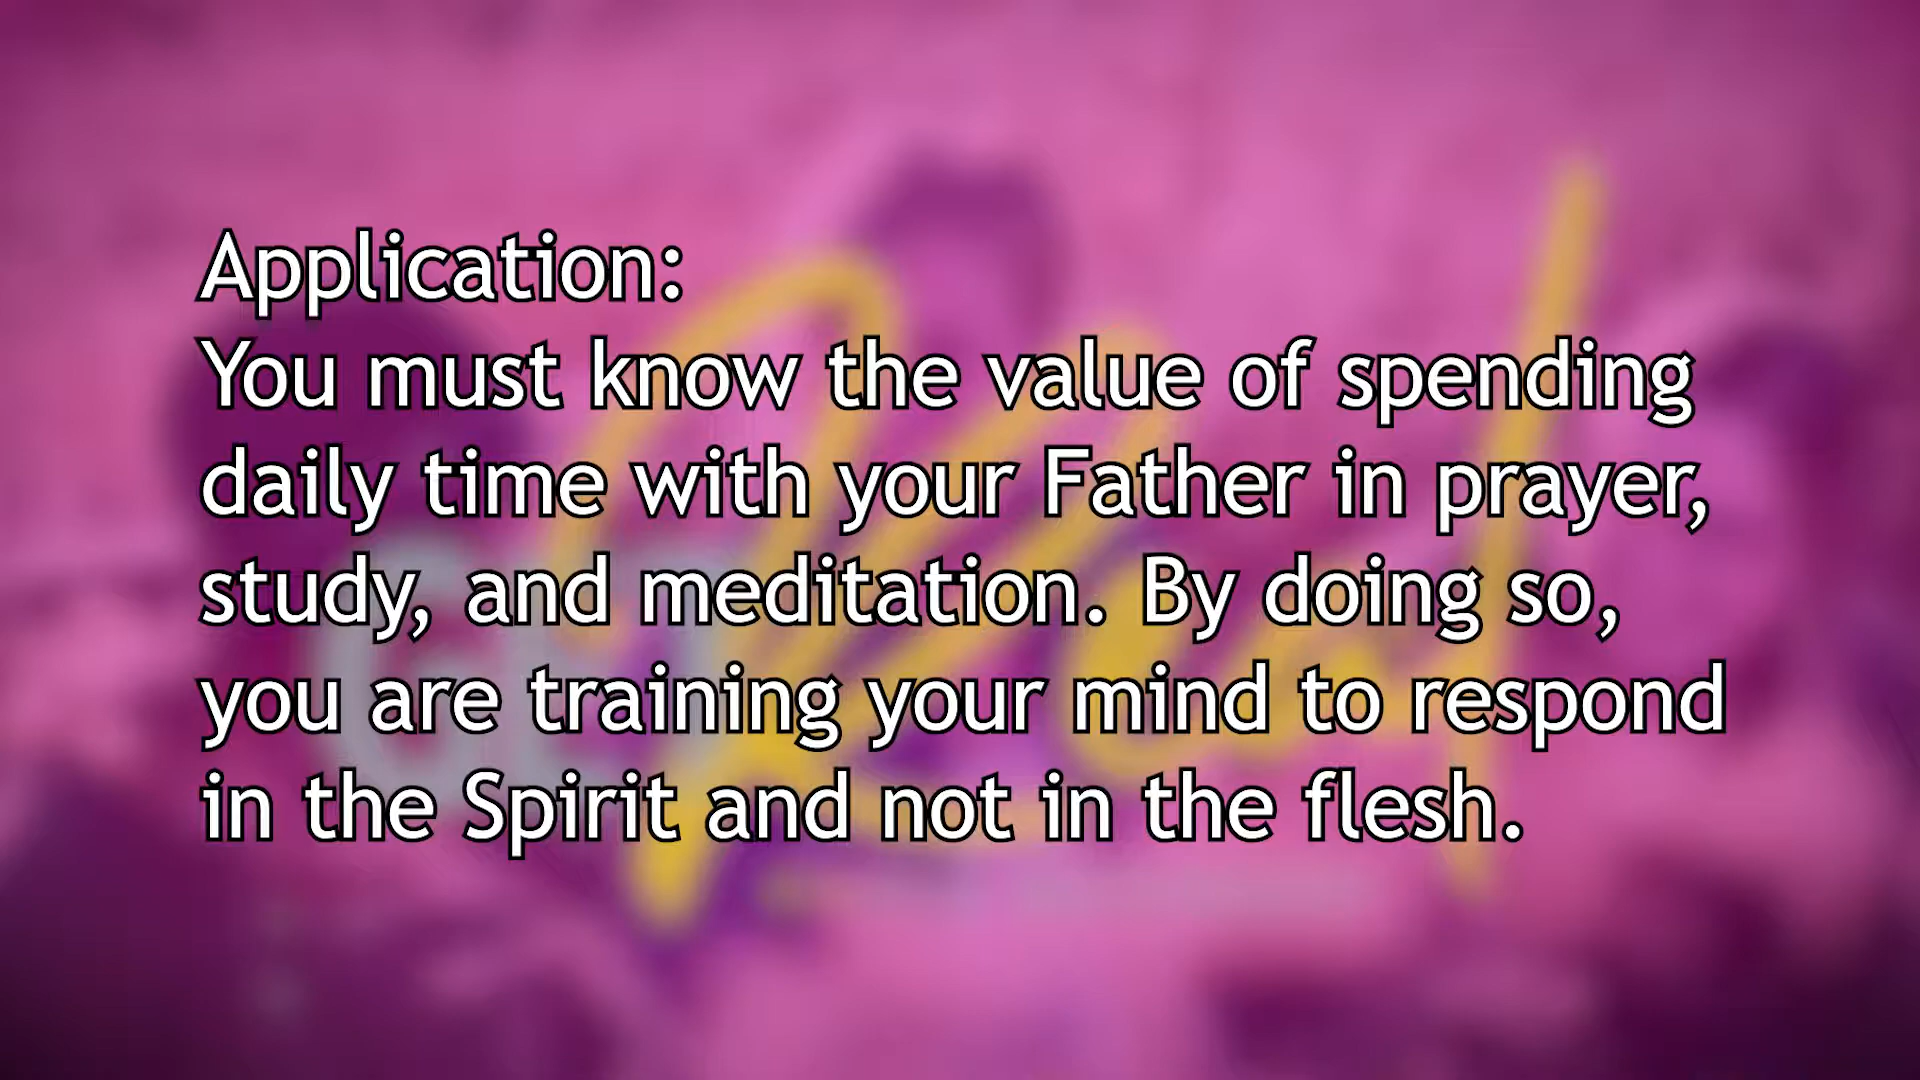 Application:
You must know the value of spending
daily time with your Father in prayer,
study, and meditation. By doing so,
you are training your mind to respond
in the Spirit and not in the flesh.